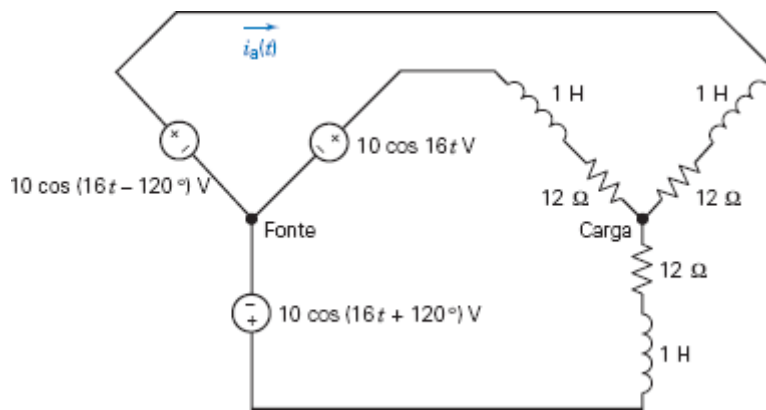 iₐ(t)
1 H
1 H
10 cos 16t V
10 cos (16t – 120°) V
12 Ω
12 Ω
Fonte
Carga
12 Ω
10 cos (16t + 120°) V
1 H